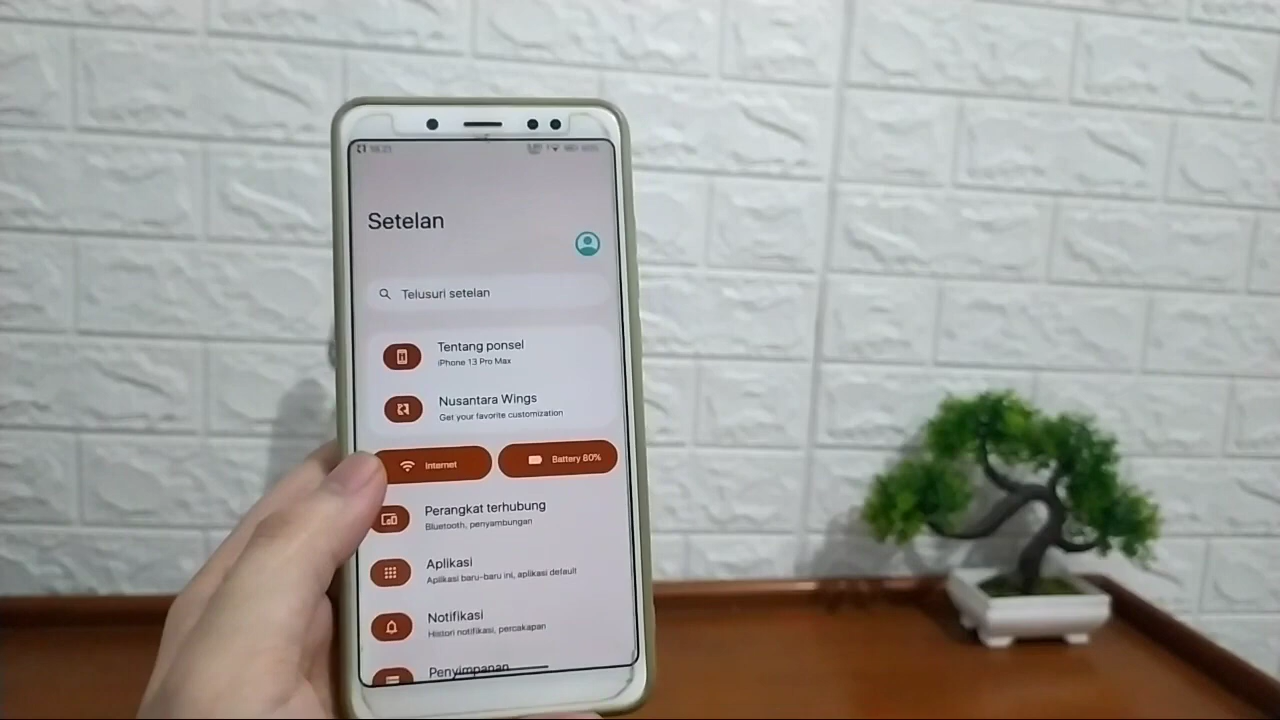 Setelan
Telusuri setelan
Tentang ponsel
iPhone 13 Pro Max
Nusantara Wings
Get your favorite customization
Internet
Battery 80%
Perangkat terhubung
Bluetooth, penyambungan
Aplikasi
Aplikasi baru-baru ini, aplikasi default
Notifikasi
Histori notifikasi, percakapan
Penyimpanan